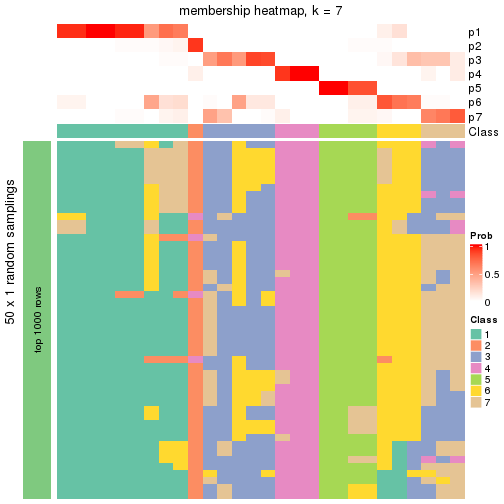 membership heatmap, k = 7
p1
p2
p3
p4
p5
p6
p7
Class
50 x 1 random samplings
top 1000 rows
Prob
1
0.5
0
Class
1
2
3
4
5
6
7